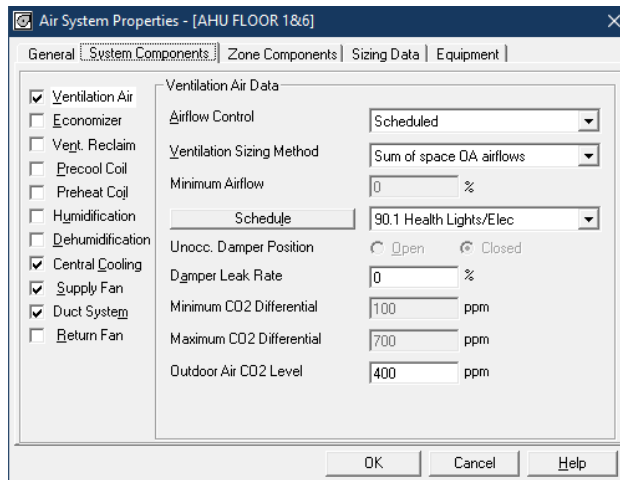 Air System Properties - [AHU FLOOR 1&6]
General System Components Zone Components Sizing Data Equipment
Ventilation Air
Economizer
Vent. Reclaim
Precool Coil
Preheat Coil
Humidification
Dehumidification
Central Cooling
Supply Fan
Duct System
Return Fan
Ventilation Air Data
Airflow Control Scheduled
Ventilation Sizing Method Sum of space OA airflows
Minimum Airflow 0 %
Schedule 90.1 Health Lights/Elec
Unocc. Damper Position Open Closed
Damper Leak Rate 0 %
Minimum CO2 Differential 100 ppm
Maximum CO2 Differential 700 ppm
Outdoor Air CO2 Level 400 ppm
OK Cancel Help